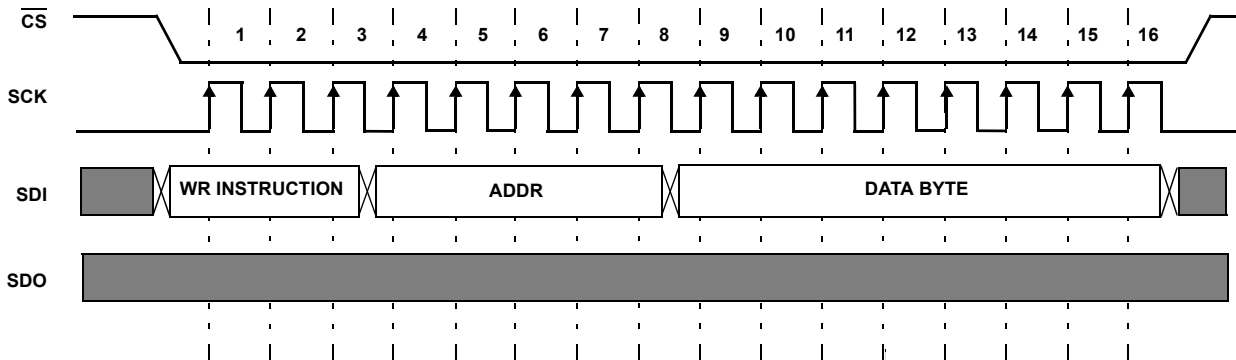 C̅S̅
1 2 3 4 5 6 7 8 9 10 11 12 13 14 15 16
SCK
SDI WR INSTRUCTION ADDR DATA BYTE
SDO